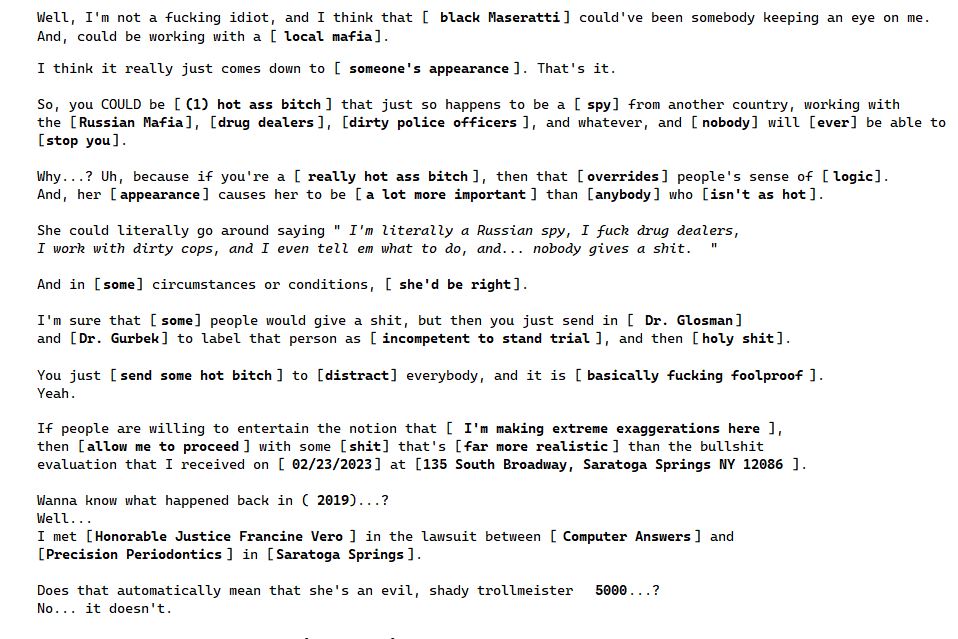 Well, I'm not a fucking idiot, and I think that [ black Maseratti] could've been somebody keeping an eye on me.
And, could be working with a [ local mafia].
I think it really just comes down to [ someone's appearance ]. That's it.
So, you COULD be [ (1) hot ass bitch ] that just so happens to be a [ spy] from another country, working with
the [Russian Mafia], [drug dealers ], [dirty police officers ], and whatever, and [ nobody] will [ever] be able to
[stop you].
Why...? Uh, because if you're a [ really hot ass bitch ], then that [overrides] people's sense of [ logic].
And, her [appearance] causes her to be [ a lot more important ] than [anybody] who [isn't as hot ].
She could literally go around saying " I'm literally a Russian spy, I fuck drug dealers,
I work with dirty cops, and I even tell em what to do, and... nobody gives a shit. "
And in [some] circumstances or conditions, [ she'd be right].
I'm sure that [ some] people would give a shit, but then you just send in [ Dr. Glosman]
and [Dr. Gurbek] to label that person as [ incompetent to stand trial ], and then [holy shit].
You just [send some hot bitch ] to [distract] everybody, and it is [ basically fucking foolproof ].
Yeah.
If people are willing to entertain the notion that [ I'm making extreme exaggerations here ],
then [allow me to proceed ] with some [shit] that's [far more realistic ] than the bullshit
evaluation that I received on [ 02/23/2023] at [135 South Broadway, Saratoga Springs NY 12086 ].
Wanna know what happened back in ( 2019)...?
Well...
I met [Honorable Justice Francine Vero ] in the lawsuit between [ Computer Answers ] and
[Precision Periodontics ] in [Saratoga Springs ].
Does that automatically mean that she's an evil, shady trollmeister 5000...?
No... it doesn't.